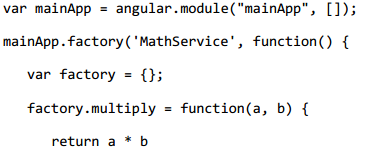 var mainApp = angular.module("mainApp", []);
mainApp.factory('MathService', function() {
var factory = {};
factory.multiply = function(a, b) {
return a * b